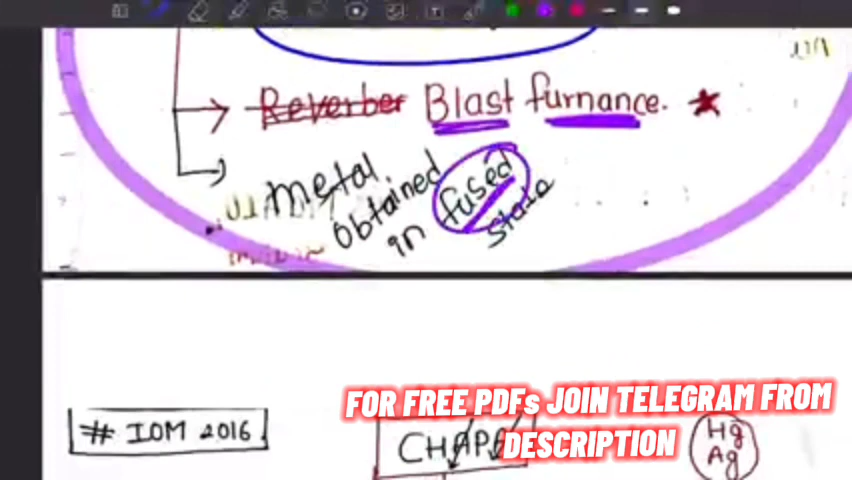 Reverber Blast furnance.
metal
obtained
in fused
state
# IOM 2016
FOR FREE PDFs JOIN TELEGRAM FROM
DESCRIPTION
Hg
Ag